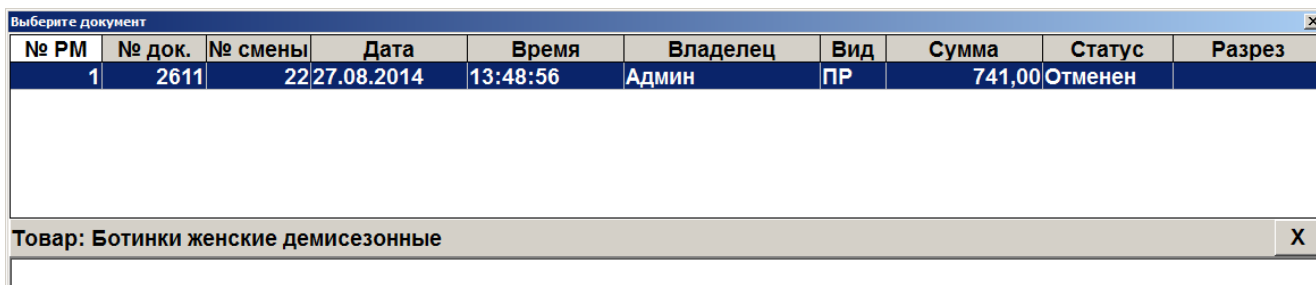 Выберите документ
№ РМ № док. № смены Дата Время Владелец Вид Сумма Статус Разрез
1 2611 22 27.08.2014 13:48:56 Админ ПР 741,00 Отменен
Товар: Ботинки женские демисезонные X